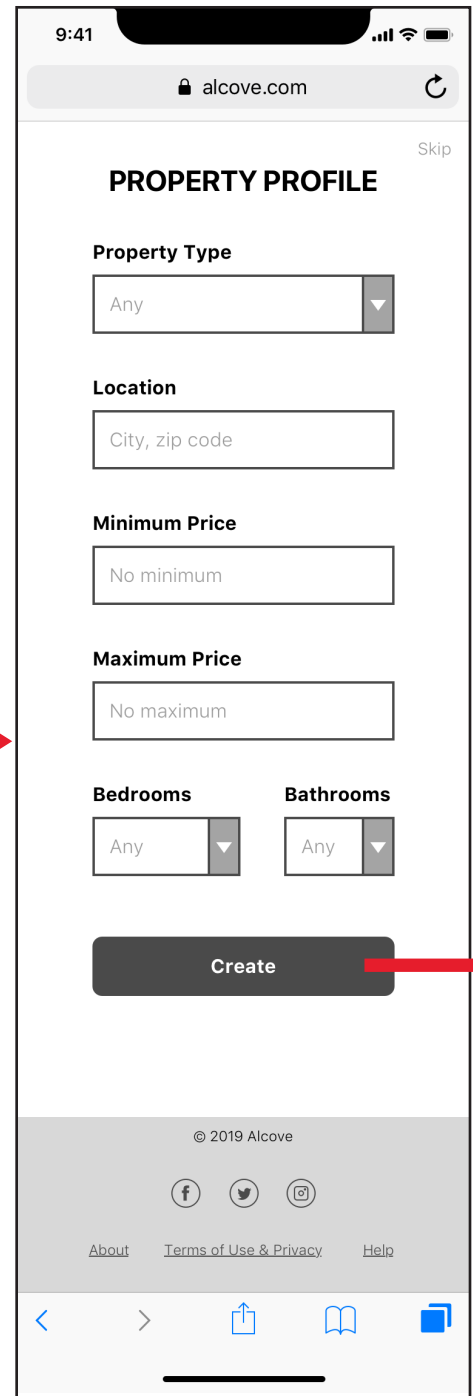 9:41
alcove.com
Skip
PROPERTY PROFILE
Property Type
Any
Location
City, zip code
Minimum Price
No minimum
Maximum Price
No maximum
Bedrooms Bathrooms
Any Any
Create
© 2019 Alcove
About Terms of Use & Privacy Help